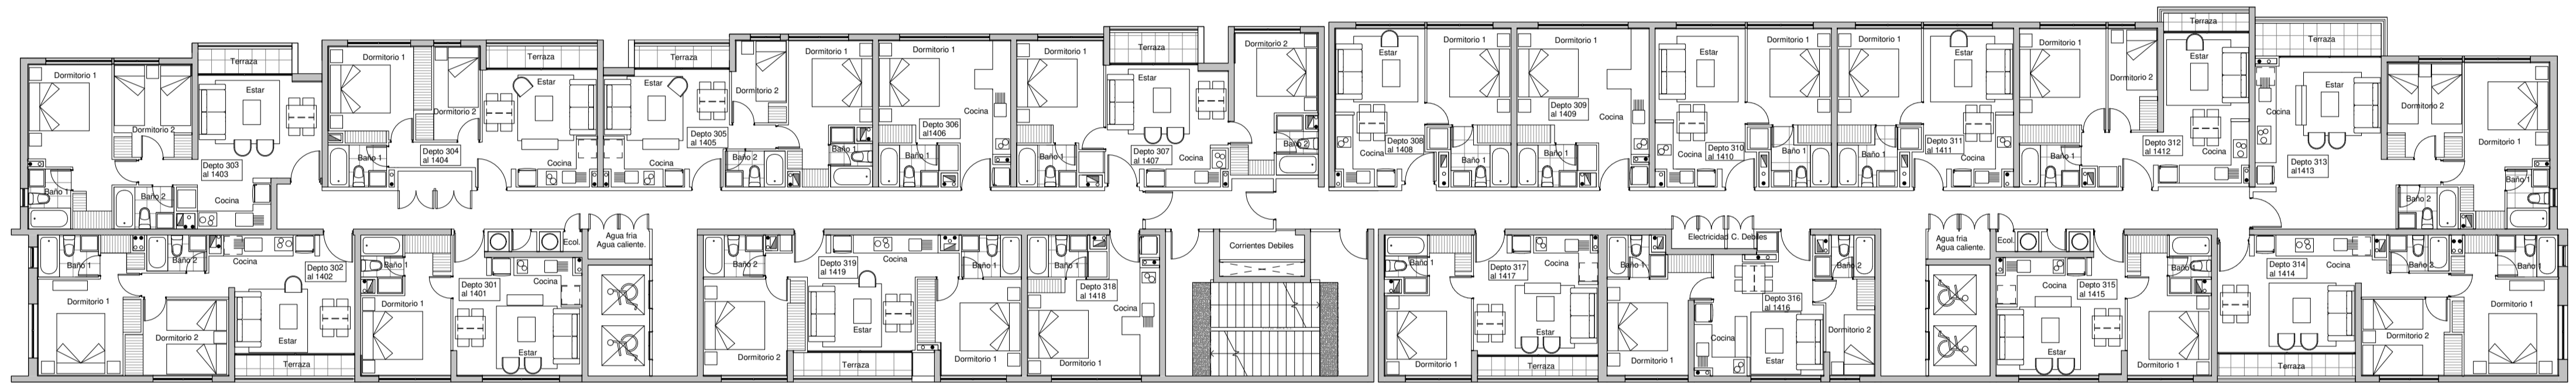 Dormitorio 1
Dormitorio 2
Terraza
Estar
Depto 303
al 1403
Baño 1
Baño 2
Cocina
Dormitorio 1
Dormitorio 2
Terraza
Estar
Baño 1
Depto 304
al 1404
Cocina
Terraza
Estar
Depto 305
al 1405
Cocina
Dormitorio 2
Dormitorio 1
Baño 2
Baño 1
Dormitorio 1
Cocina
Depto 306
al1406
Baño 1
Dormitorio 1
Terraza
Estar
Baño 1
Depto 307
al 1407
Cocina
Dormitorio 2
Baño 2
Estar
Dormitorio 1
Depto 308
al 1408
Cocina
Baño 1
Dormitorio 1
Depto 309
al 1409
Cocina
Baño 1
Estar
Dormitorio 1
Depto 310
al 1410
Cocina
Baño 1
Dormitorio 1
Estar
Depto 311
al 1411
Baño 1
Cocina
Dormitorio 1
Dormitorio 2
Terraza
Estar
Baño 1
Depto 312
al 1412
Cocina
Terraza
Estar
Cocina
Depto 313
al1413
Dormitorio 2
Dormitorio 1
Baño 1
Baño 2
Baño 1
Baño 2
Cocina
Depto 302
al 1402
Dormitorio 1
Dormitorio 2
Estar
Terraza
Baño 1
Dormitorio 1
Depto 301
al 1401
Cocina
Estar
Ecol.
Agua fria
Agua caliente.
Baño 2
Depto 319
al 1419
Cocina
Baño 1
Estar
Dormitorio 2
Terraza
Dormitorio 1
Baño 1
Depto 318
al 1418
Cocina
Dormitorio 1
Corrientes Debiles
Baño 1
Depto 317
al 1417
Cocina
Estar
Dormitorio 1
Terraza
Electricidad C. Debiles
Baño 1
Baño 2
Depto 316
al 1416
Cocina
Estar
Dormitorio 1
Dormitorio 2
Agua fria
Agua caliente.
Ecol.
Cocina
Depto 315
al 1415
Baño 1
Estar
Dormitorio 1
Depto 314
al 1414
Cocina
Baño 2
Baño 1
Estar
Terraza
Dormitorio 2
Dormitorio 1